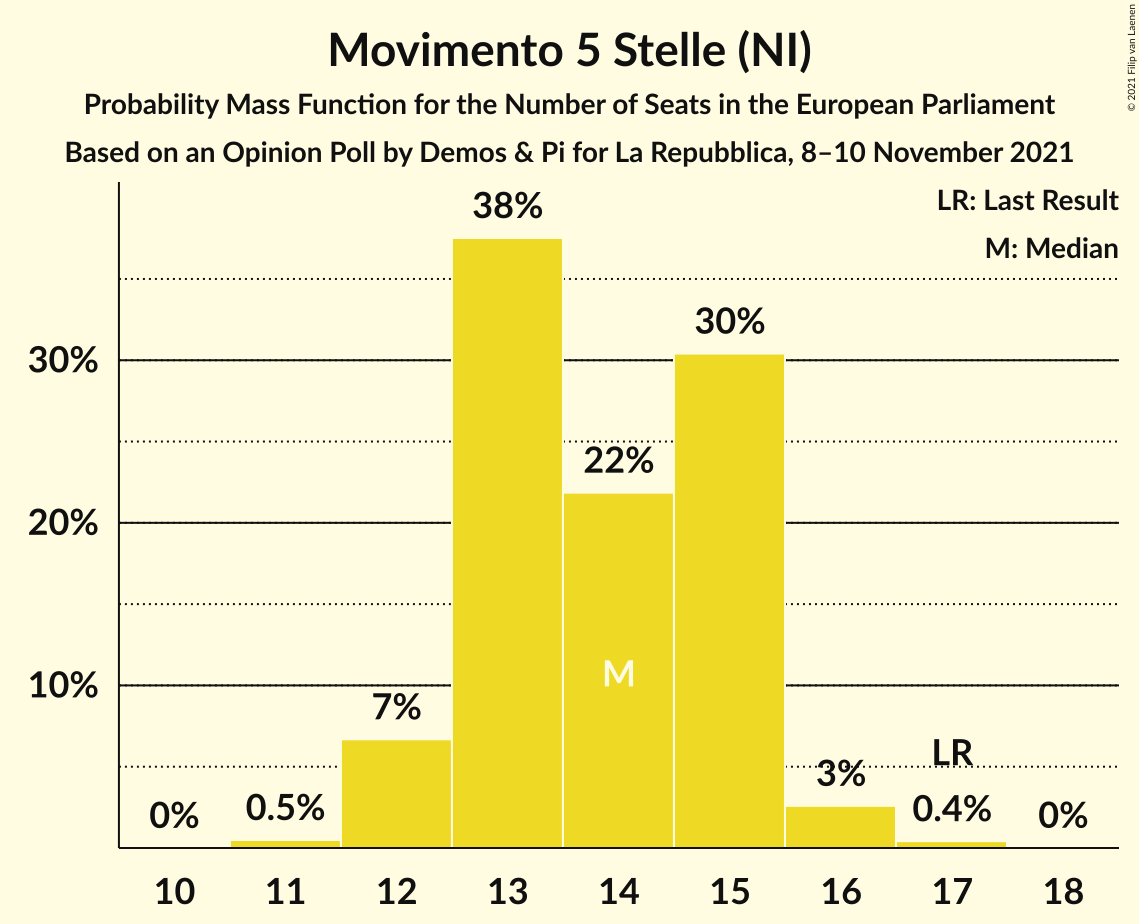 Movimento 5 Stelle (NI)
Probability Mass Function for the Number of Seats in the European Parliament
Based on an Opinion Poll by Demos & Pi for La Repubblica, 8–10 November 2021
© 2021 Filip van Laenen
LR: Last Result
M: Median
38%
30%
22%
7%
3%
0%
0.5%
0.4%
0%
LR
M
30%
20%
10%
10 11 12 13 14 15 16 17 18